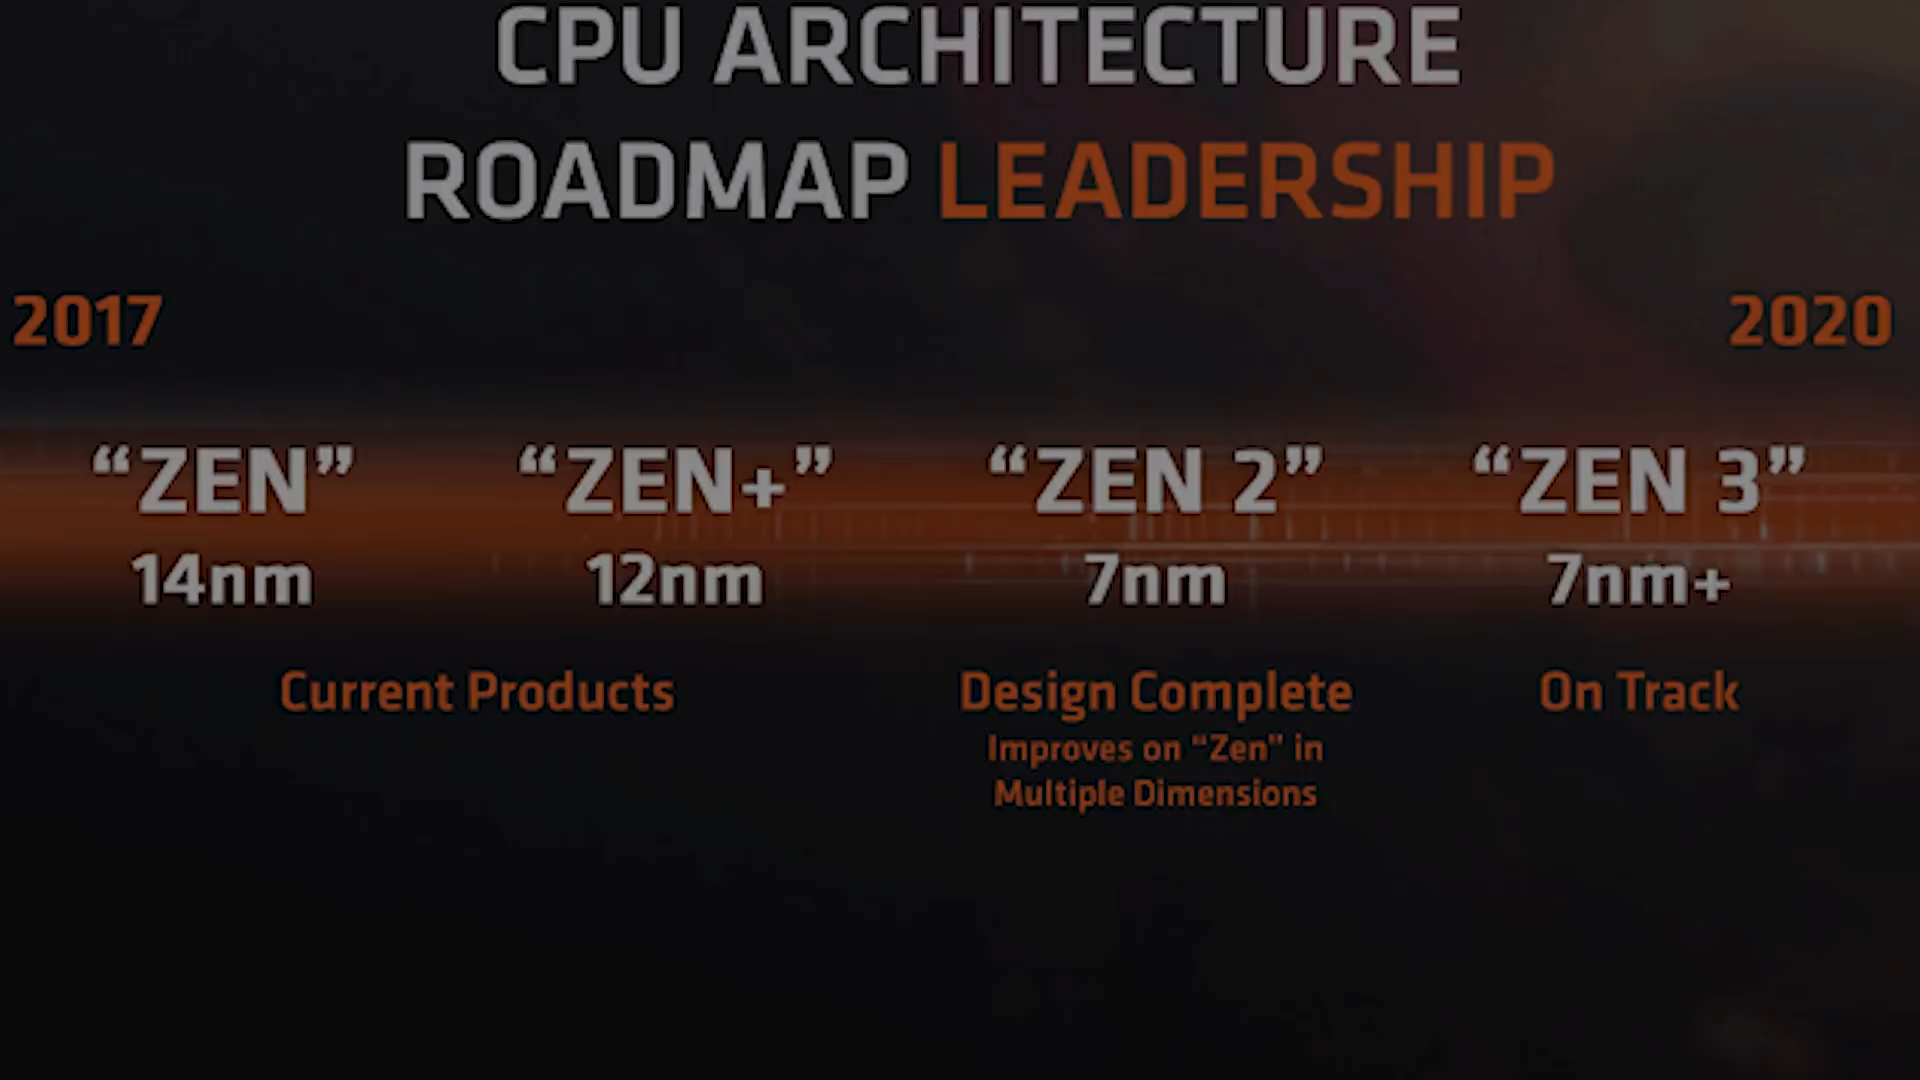 CPU ARCHITECTURE
ROADMAP LEADERSHIP
2017 2020
“ZEN” “ZEN+” “ZEN 2” “ZEN 3”
14nm 12nm 7nm 7nm+
Current Products Design Complete On Track
Improves on “Zen” in
Multiple Dimensions